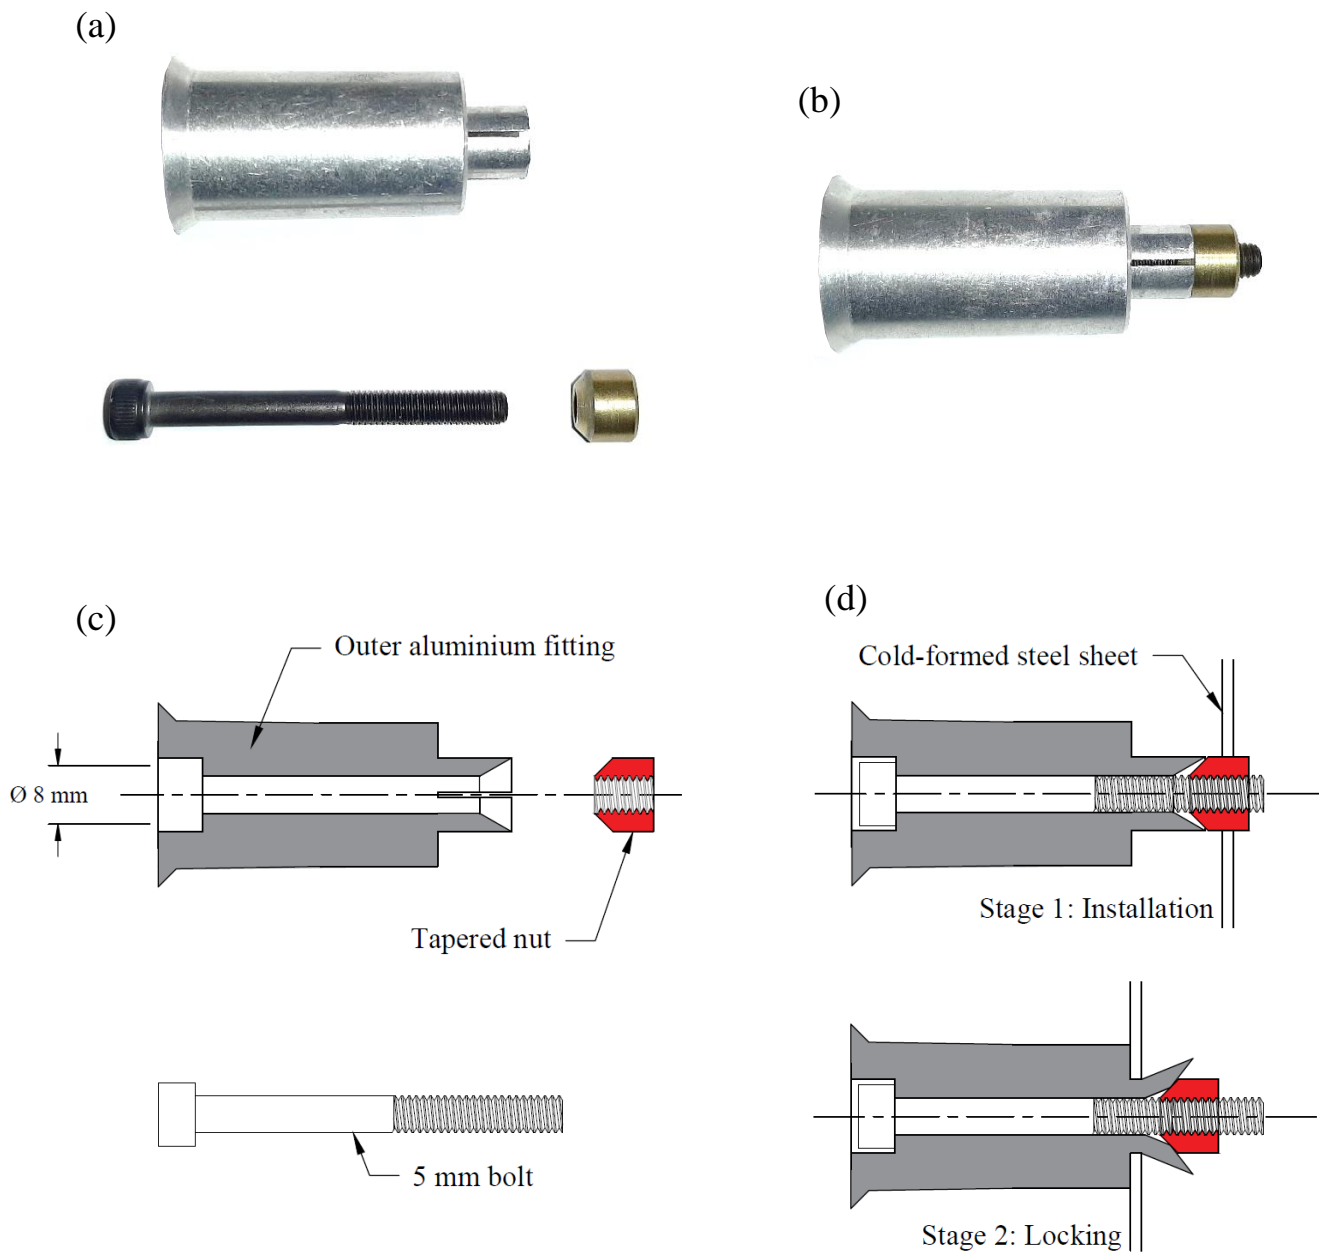 (a)
(b)
(c)
Outer aluminium fitting
Ø 8 mm
Tapered nut
5 mm bolt
(d)
Cold-formed steel sheet
Stage 1: Installation
Stage 2: Locking